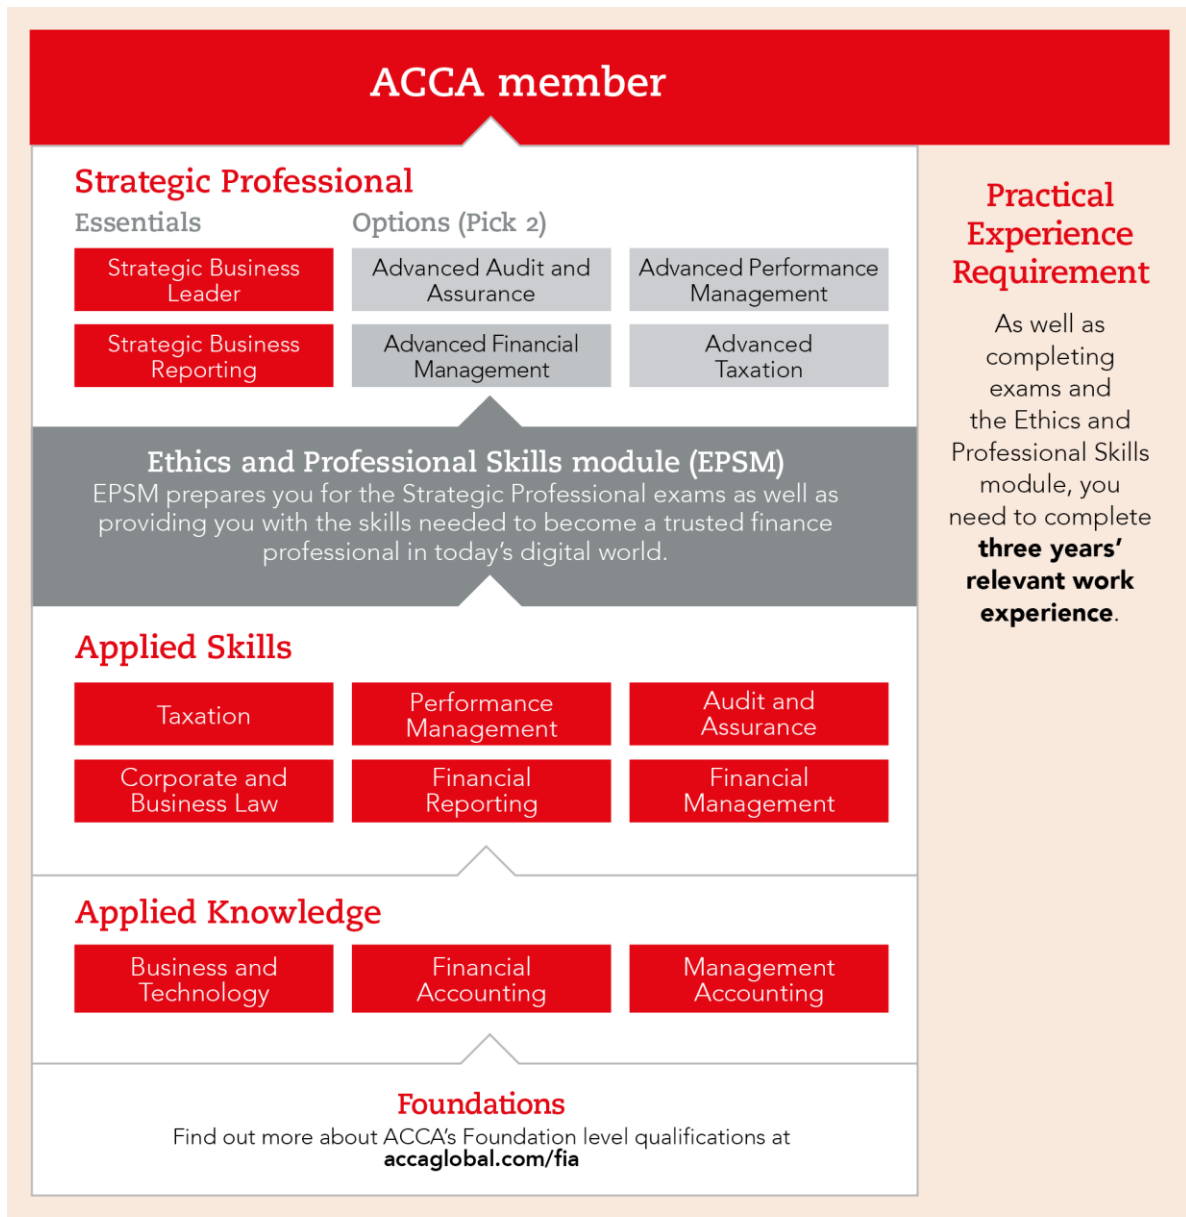 ACCA member
Strategic Professional
Essentials
Options (Pick 2)
Strategic Business
Leader
Advanced Audit and
Assurance
Advanced Performance
Management
Strategic Business
Reporting
Advanced Financial
Management
Advanced
Taxation
Ethics and Professional Skills module (EPSM)
EPSM prepares you for the Strategic Professional exams as well as
providing you with the skills needed to become a trusted finance
professional in today's digital world.
Applied Skills
Taxation
Performance
Management
Audit and
Assurance
Corporate and
Business Law
Financial
Reporting
Financial
Management
Applied Knowledge
Business and
Technology
Financial
Accounting
Management
Accounting
Foundations
Find out more about ACCA's Foundation level qualifications at
accaglobal.com/fia
Practical
Experience
Requirement
As well as
completing
exams and
the Ethics and
Professional Skills
module, you
need to complete
three years'
relevant work
experience.